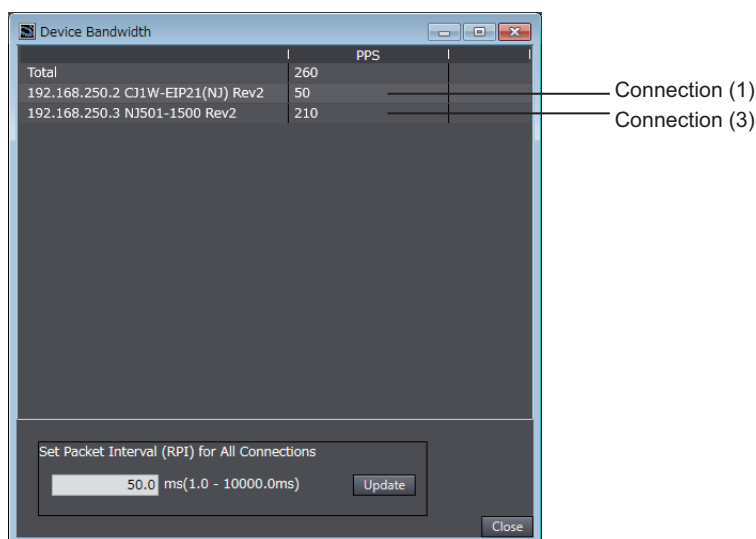 Device Bandwidth
PPS
Total 260
192.168.250.2 CJ1W-EIP21(NJ) Rev2 50 Connection (1)
192.168.250.3 NJ501-1500 Rev2 210 Connection (3)
Set Packet Interval (RPI) for All Connections
50.0 ms(1.0 - 10000.0ms) Update
Close